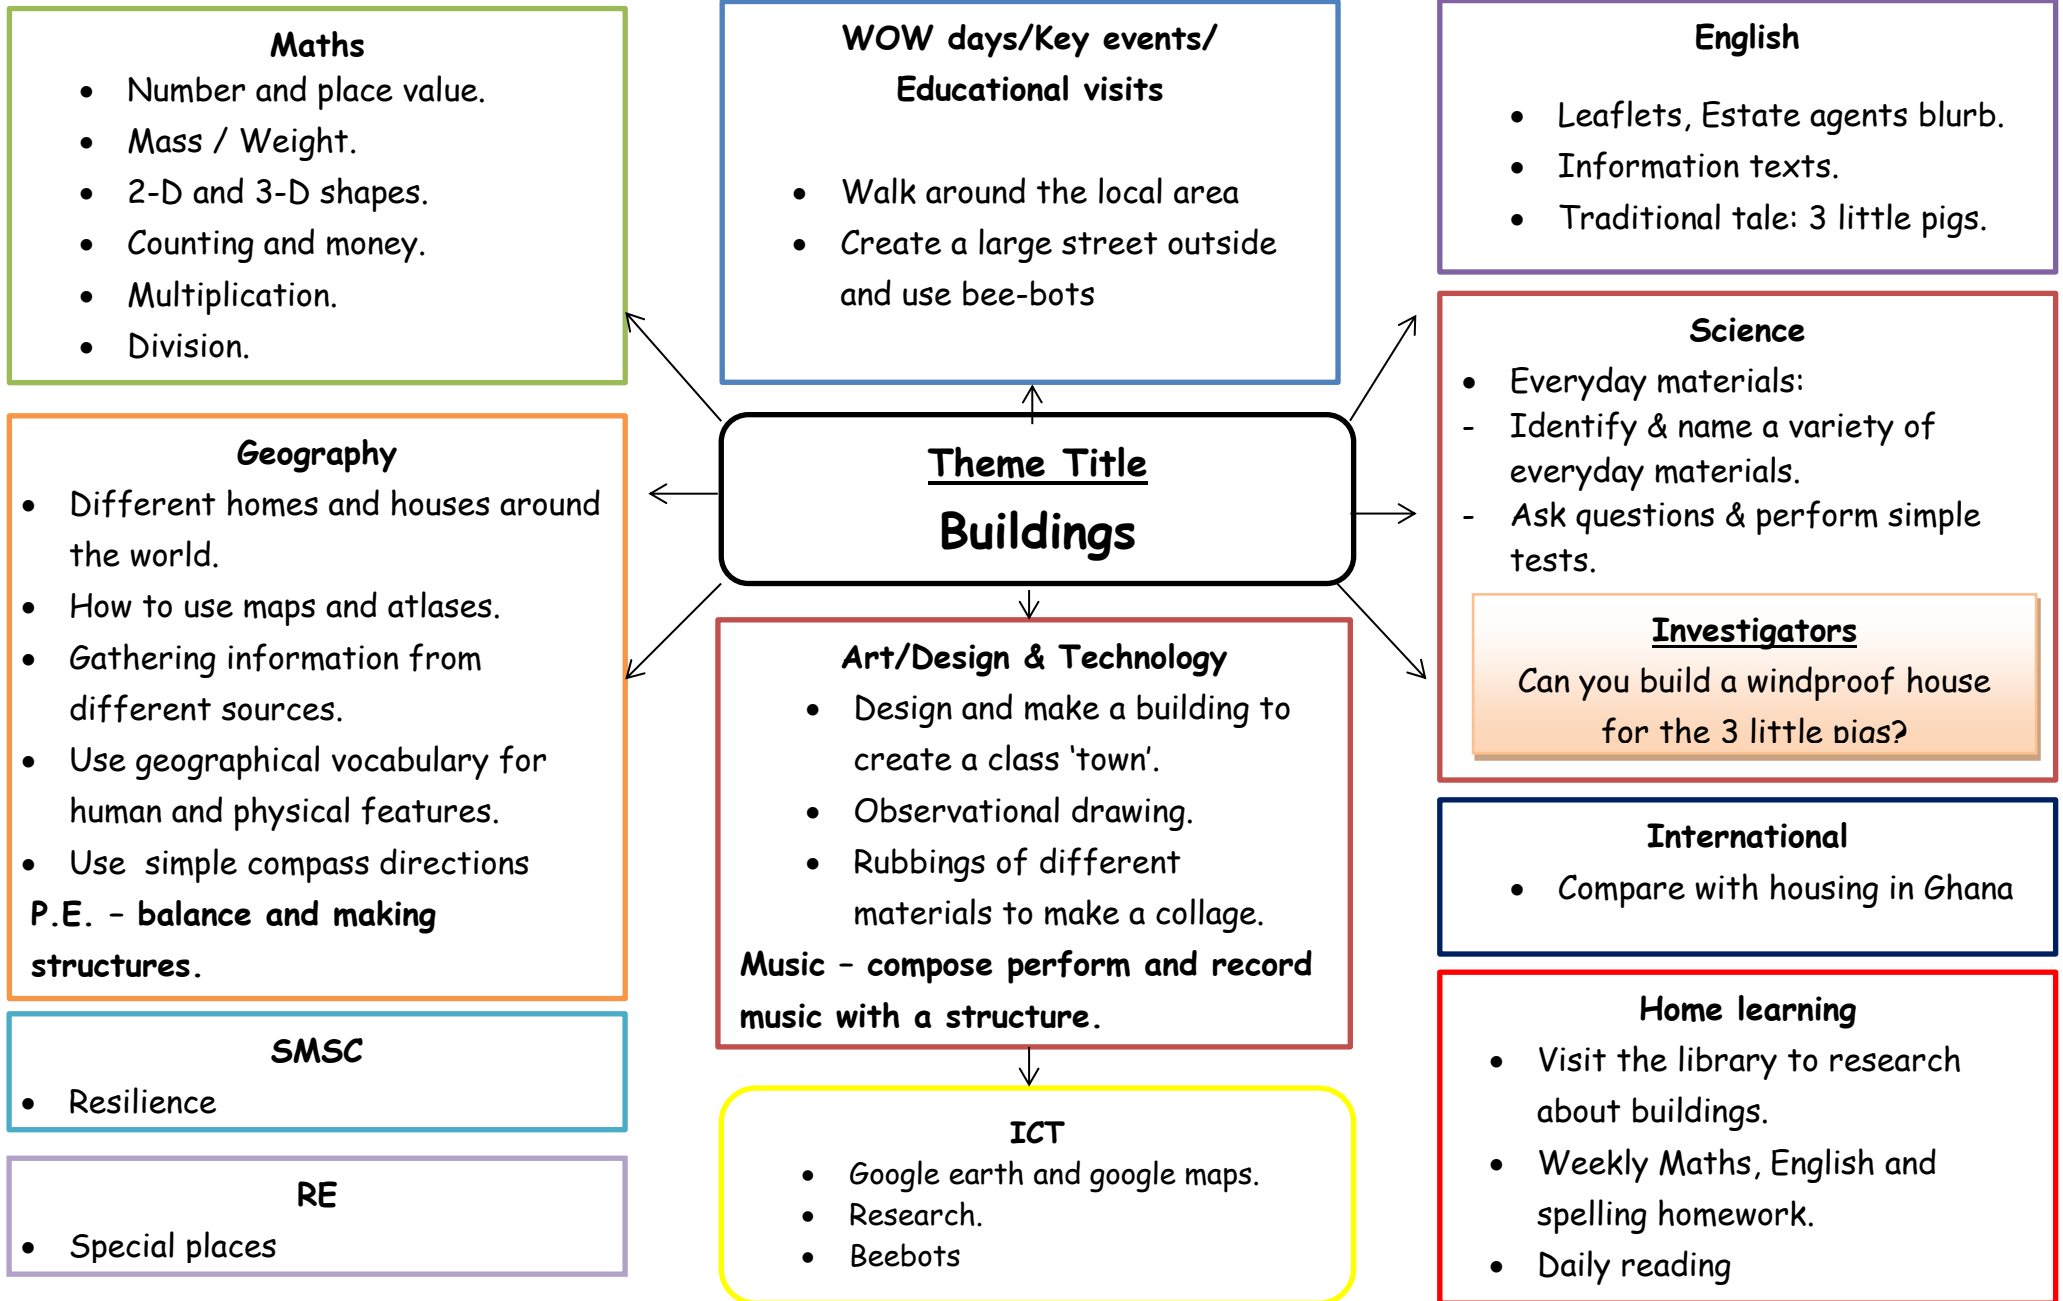 Maths
• Number and place value.
• Mass / Weight.
• 2-D and 3-D shapes.
• Counting and money.
• Multiplication.
• Division.
WOW days/Key events/
Educational visits
• Walk around the local area
• Create a large street outside
and use bee-bots
English
• Leaflets, Estate agents blurb.
• Information texts.
• Traditional tale: 3 little pigs.
Geography
• Different homes and houses around
the world.
• How to use maps and atlases.
• Gathering information from
different sources.
• Use geographical vocabulary for
human and physical features.
• Use simple compass directions
P.E. – balance and making
structures.
Theme Title
Buildings
Science
• Everyday materials:
- Identify & name a variety of
everyday materials.
- Ask questions & perform simple
tests.
Investigators
Can you build a windproof house
for the 3 little pigs?
Art/Design & Technology
• Design and make a building to
create a class ‘town’.
• Observational drawing.
• Rubbings of different
materials to make a collage.
Music – compose perform and record
music with a structure.
International
• Compare with housing in Ghana
SMSC
• Resilience
RE
• Special places
ICT
• Google earth and google maps.
• Research.
• Beebots
Home learning
• Visit the library to research
about buildings.
• Weekly Maths, English and
spelling homework.
• Daily reading